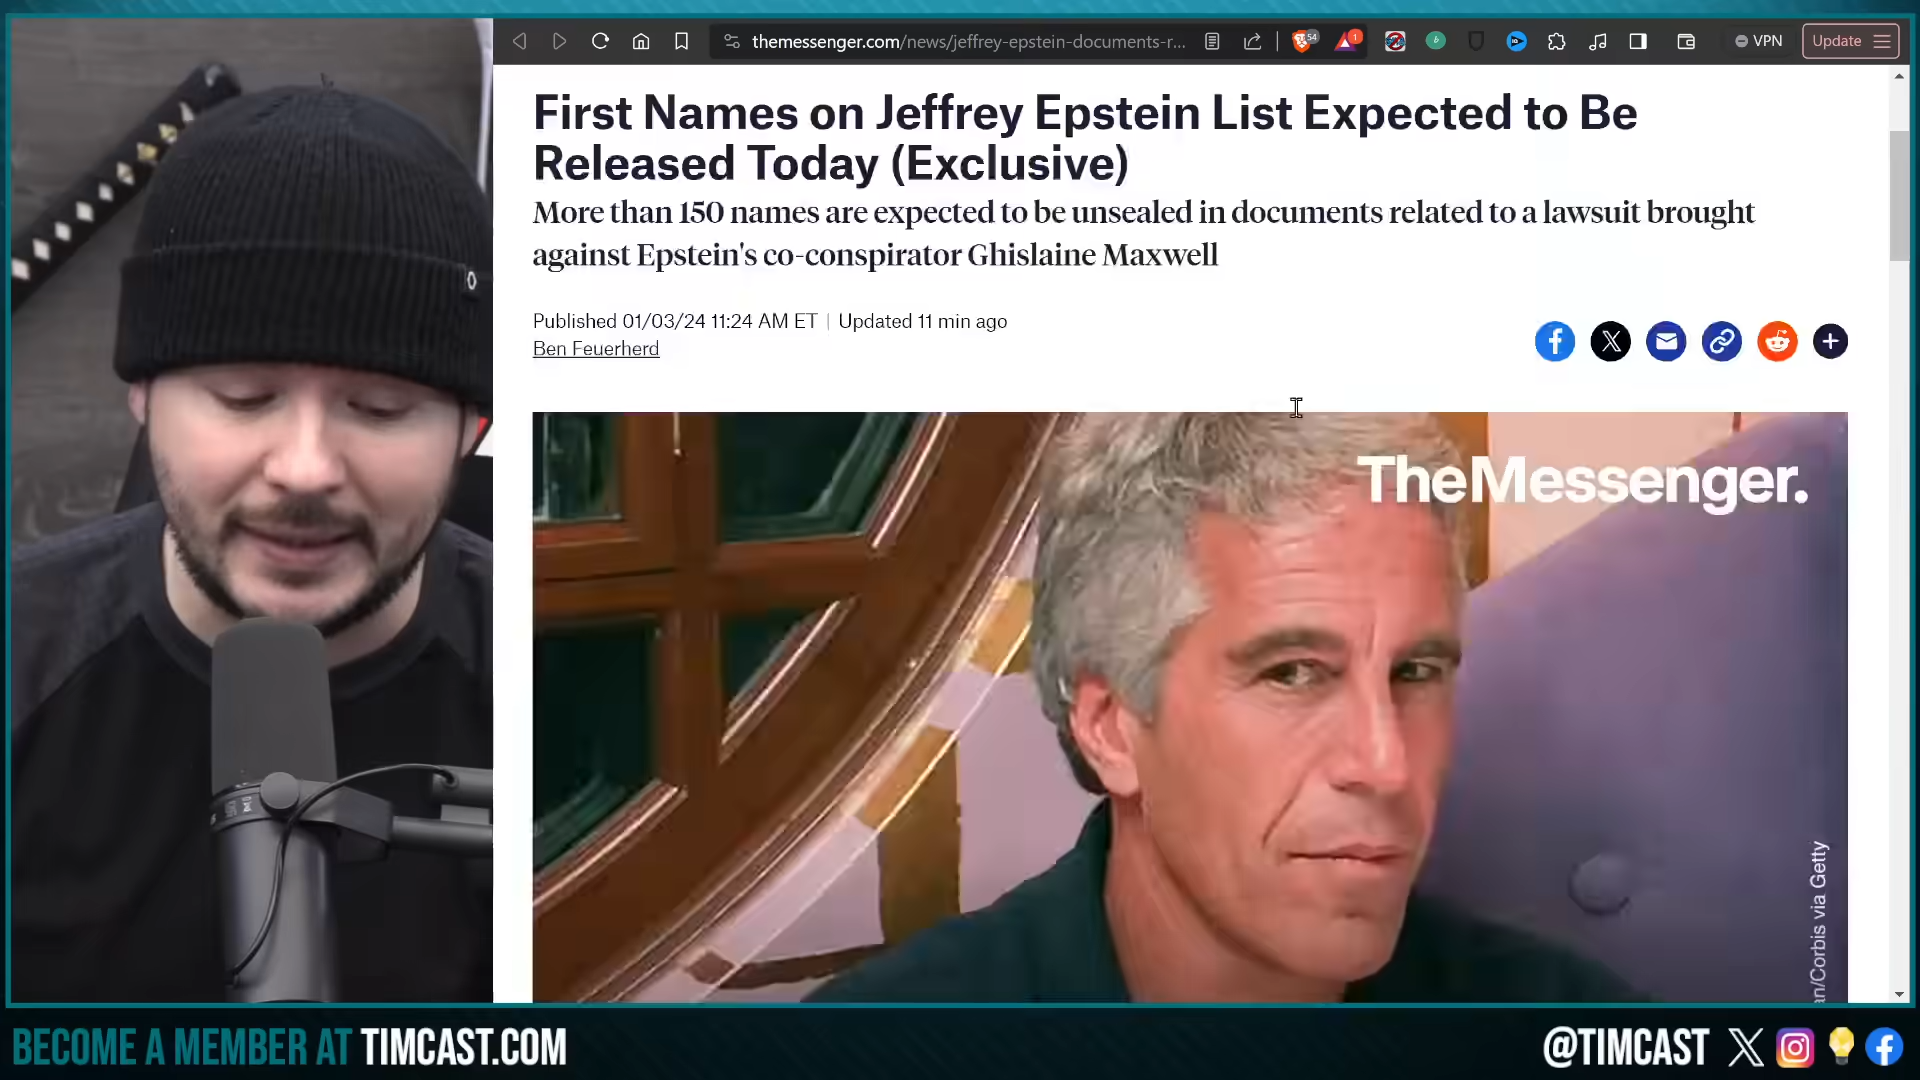 themessenger.com/news/jeffrey-epstein-documents-r...
54
1
VPN
Update
First Names on Jeffrey Epstein List Expected to Be
Released Today (Exclusive)
More than 150 names are expected to be unsealed in documents related to a lawsuit brought
against Epstein's co-conspirator Ghislaine Maxwell
Published 01/03/24 11:24 AM ET | Updated 11 min ago
Ben Feuerherd
TheMessenger.
an/Corbis via Getty
BECOME A MEMBER AT TIMCAST.COM
@TIMCAST